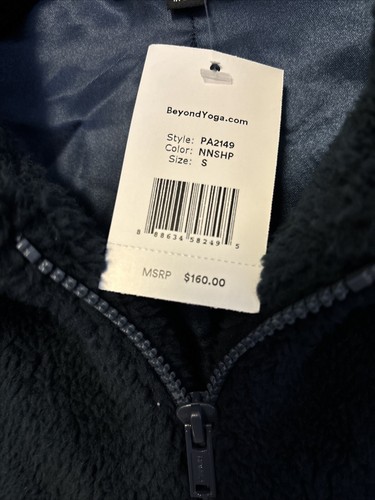 BeyondYoga.com
Style: PA2149
Color: NNSHP
Size: S
8 88634 58249 5
MSRP $160.00